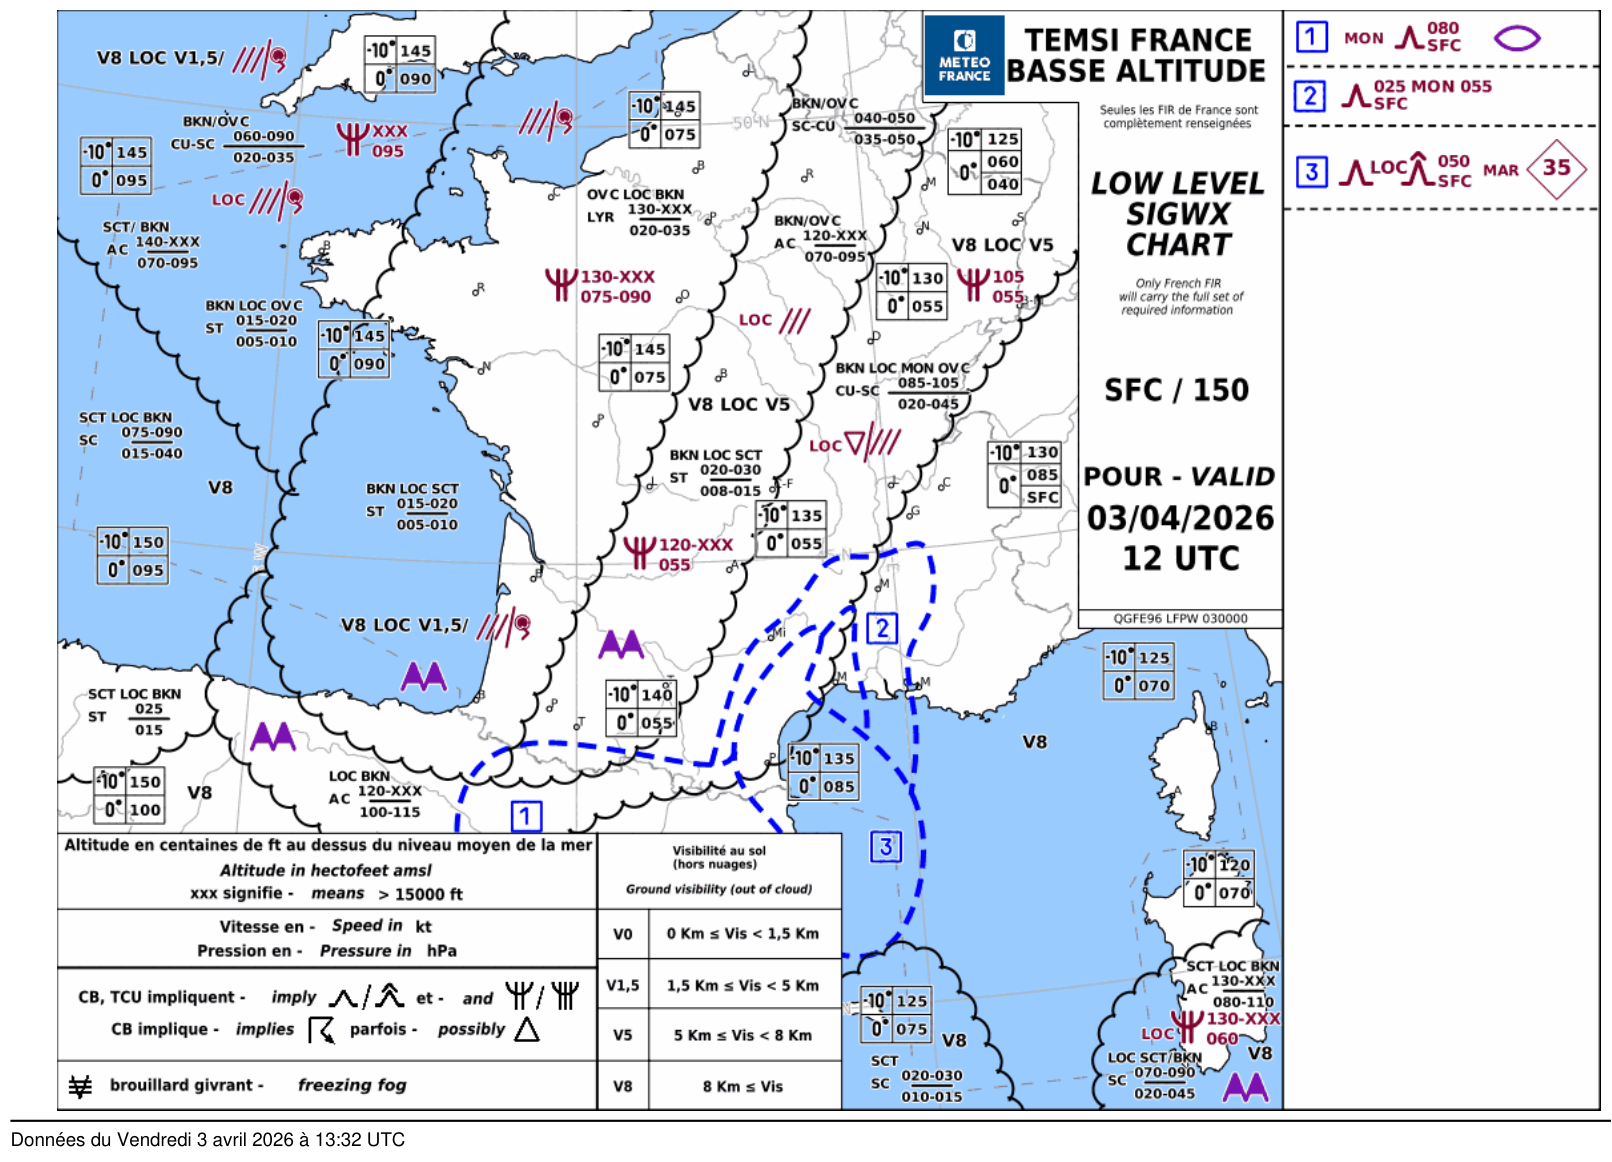 V8 LOC V1,5/
-10° 145
0° 090
METEO
FRANCE
TEMSI FRANCE
BASSE ALTITUDE
Seules les FIR de France sont
complètement renseignées
LOW LEVEL
SIGWX
CHART
Only French FIR
will carry the full set of
required information
SFC / 150
POUR - VALID
03/04/2026
12 UTC
QGFE96 LFPW 030000
1 MON 080
SFC
2 025 MON 055
SFC
3 LOC 050
SFC MAR 35
BKN/OVC
CU-SC 060-090
020-035
XXX
095
-10° 145
0° 095
LOC
SCT/ BKN
AC 140-XXX
070-095
BKN LOC OVC
ST 015-020
005-010
-10° 145
0° 090
-10° 145
0° 075
50°N
BKN/OVC
SC-CU 040-050
035-050
-10° 125
0° 060
040
OVC LOC BKN
LYR 130-XXX
020-035
BKN/OVC
AC 120-XXX
070-095
V8 LOC V5
130-XXX
075-090
-10° 130
0° 055
105
055
LOC
-10° 145
0° 075
V8 LOC V5
BKN LOC MON OVC
CU-SC 085-105
020-045
SCT LOC BKN
SC 075-090
015-040
V8
LOC
BKN LOC SCT
ST 020-030
008-015
-10° 130
0° 085
SFC
BKN LOC SCT
ST 015-020
005-010
-10° 135
0° 055
-10° 150
0° 095
120-XXX
055
V8 LOC V1,5/
2
-10° 125
0° 070
SCT LOC BKN
ST 025
015
-10° 140
0° 055
V8
-10° 135
0° 085
-10° 150
0° 100
V8
LOC BKN
AC 120-XXX
100-115
1
3
-10° 120
0° 070
SCT LOC BKN
AC 130-XXX
080-110
LOC 130-XXX
060
V8
LOC SCT/BKN
SC 070-090
020-045
-10° 125
0° 075
V8
SCT
SC 020-030
010-015
Altitude en centaines de ft au dessus du niveau moyen de la mer
Altitude in hectofeet amsl
xxx signifie - means > 15000 ft
Vitesse en - Speed in kt
Pression en - Pressure in hPa
CB, TCU impliquent - imply / et - and /
CB implique - implies parfois - possibly
brouillard givrant - freezing fog
Visibilité au sol
(hors nuages)
Ground visibility (out of cloud)
V0 0 Km ≤ Vis < 1,5 Km
V1,5 1,5 Km ≤ Vis < 5 Km
V5 5 Km ≤ Vis < 8 Km
V8 8 Km ≤ Vis
Données du Vendredi 3 avril 2026 à 13:32 UTC